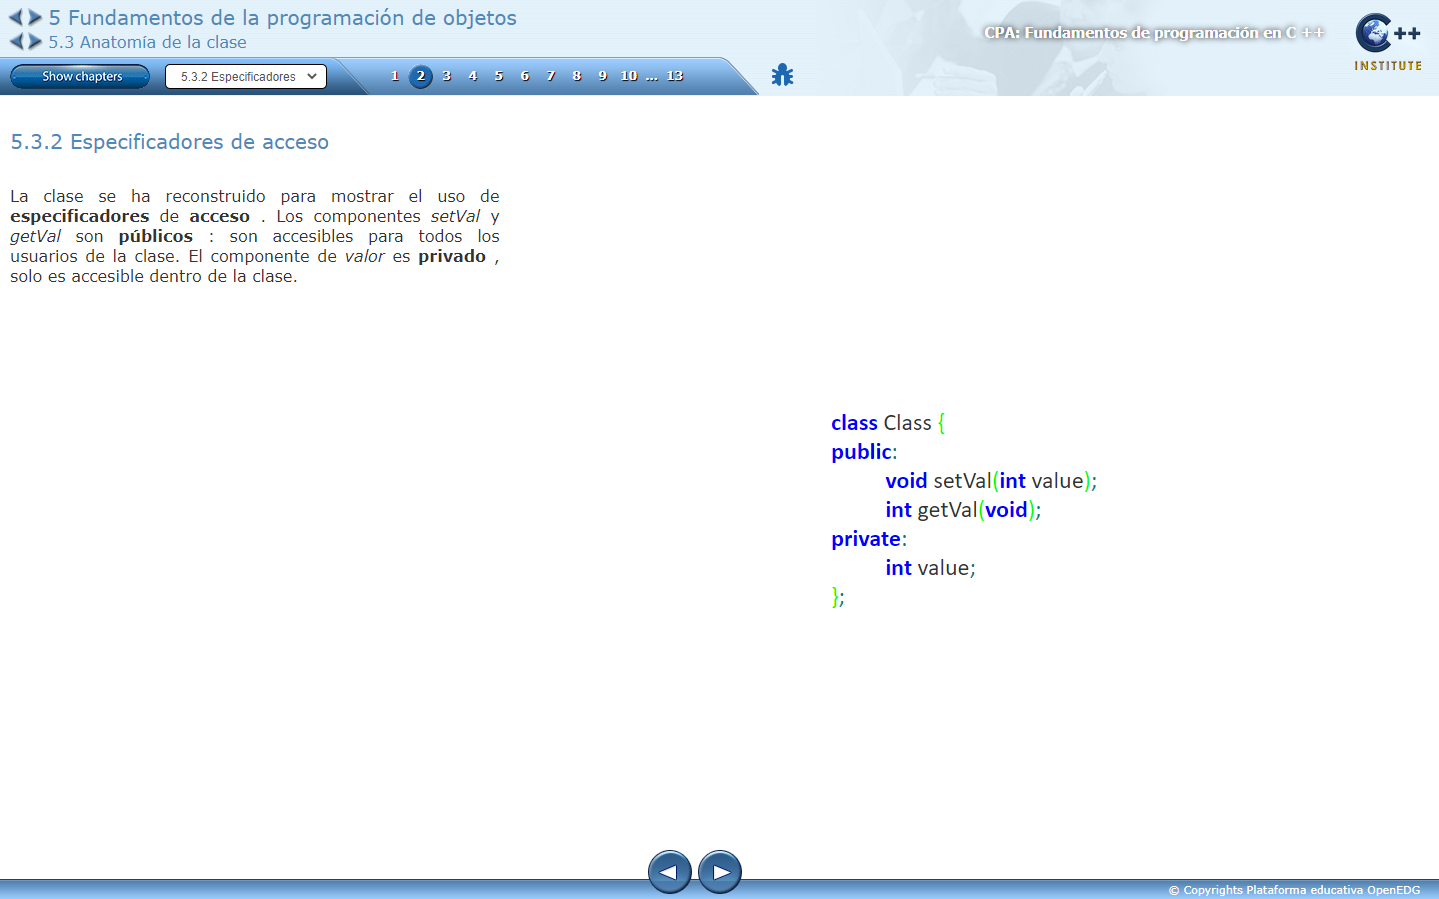 5 Fundamentos de la programación de objetos
5.3 Anatomía de la clase
CPA: Fundamentos de programación en C ++
C++
INSTITUTE
Show chapters
5.3.2 Especificadores
1 2 3 4 5 6 7 8 9 10 ... 13
5.3.2 Especificadores de acceso
La clase se ha reconstruido para mostrar el uso de
especificadores de acceso . Los componentes setVal y
getVal son públicos : son accesibles para todos los
usuarios de la clase. El componente de valor es privado ,
solo es accesible dentro de la clase.
class Class {
public:
void setVal(int value);
int getVal(void);
private:
int value;
};
© Copyrights Plataforma educativa OpenEDG